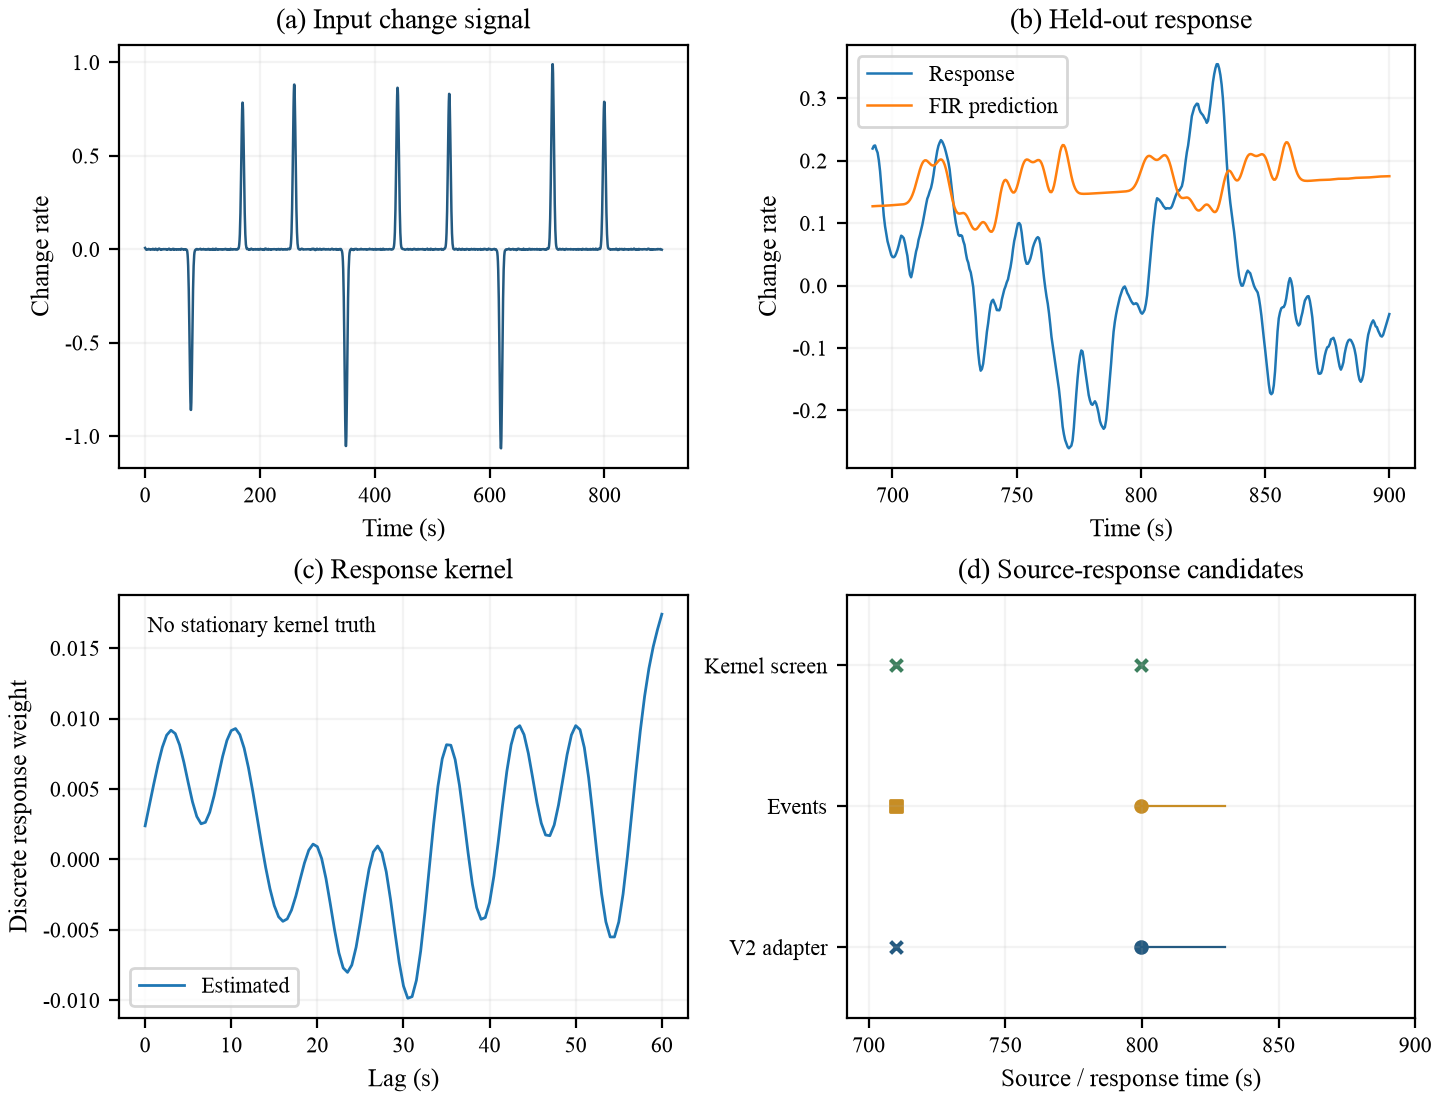 (a) Input change signal
Change rate
1.0
0.5
0.0
-0.5
-1.0
0
200
400
600
800
Time (s)
(b) Held-out response
Response
FIR prediction
Change rate
0.3
0.2
0.1
0.0
-0.1
-0.2
700
750
800
850
900
Time (s)
(c) Response kernel
No stationary kernel truth
Discrete response weight
0.015
0.010
0.005
0.000
-0.005
-0.010
Estimated
0
10
20
30
40
50
60
Lag (s)
(d) Source-response candidates
Kernel screen
Events
V2 adapter
700
750
800
850
900
Source / response time (s)